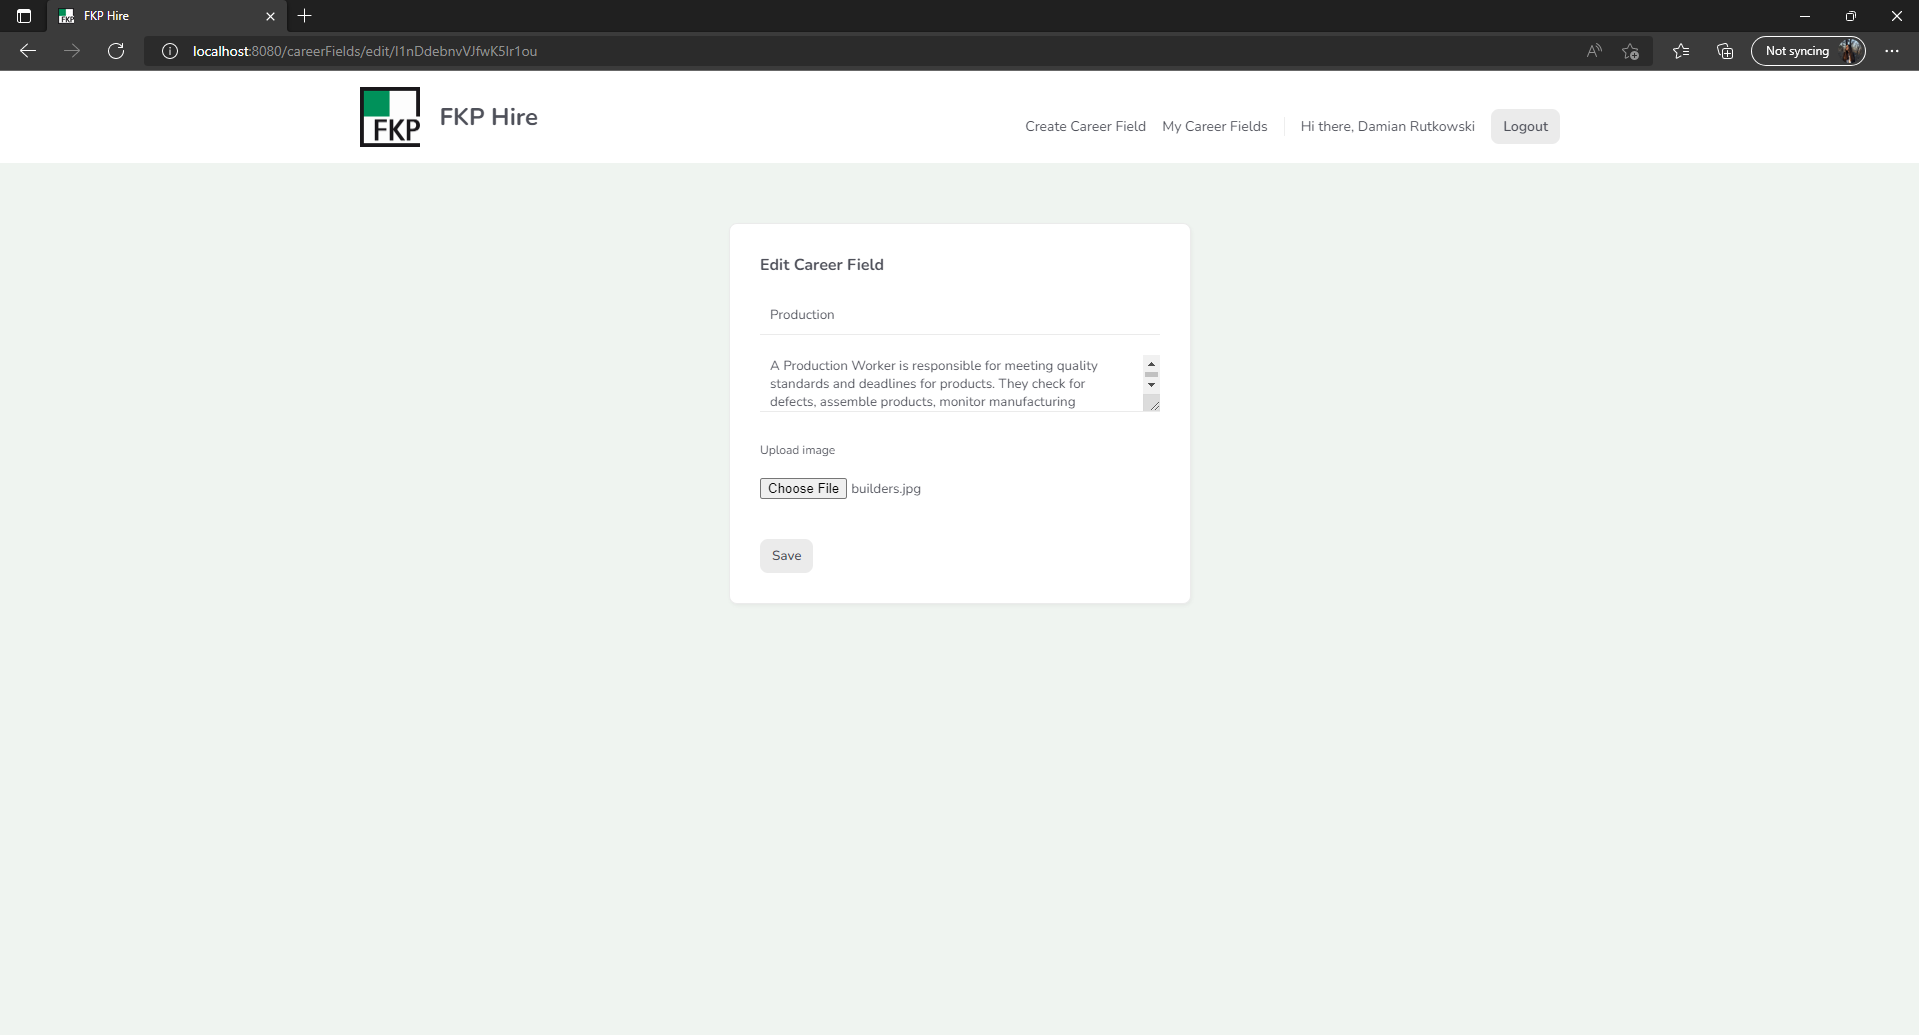 FKP Hire
localhost:8080/careerFields/edit/l1nDdebnvVJfwK5Ir1ou
Not syncing
FKP
FKP Hire
Create Career Field
My Career Fields
Hi there, Damian Rutkowski
Logout
Edit Career Field
Production
A Production Worker is responsible for meeting quality
standards and deadlines for products. They check for
defects, assemble products, monitor manufacturing
Upload image
Choose File builders.jpg
Save